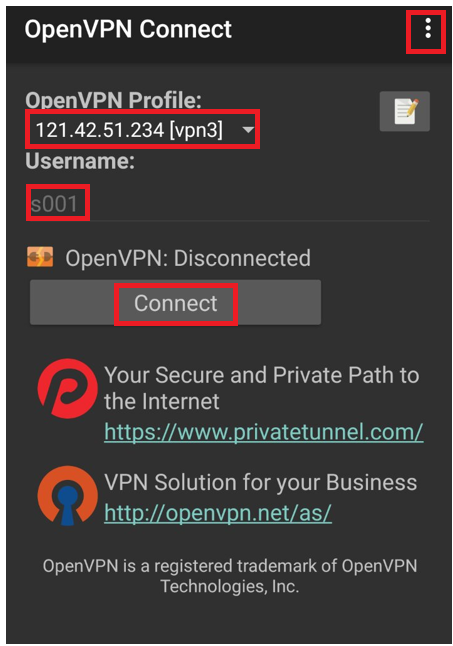 OpenVPN Connect
OpenVPN Profile:
121.42.51.234 [vpn3]
Username:
s001
OpenVPN: Disconnected
Connect
Your Secure and Private Path to
the Internet
https://www.privatetunnel.com/
VPN Solution for your Business
http://openvpn.net/as/
OpenVPN is a registered trademark of OpenVPN
Technologies, Inc.